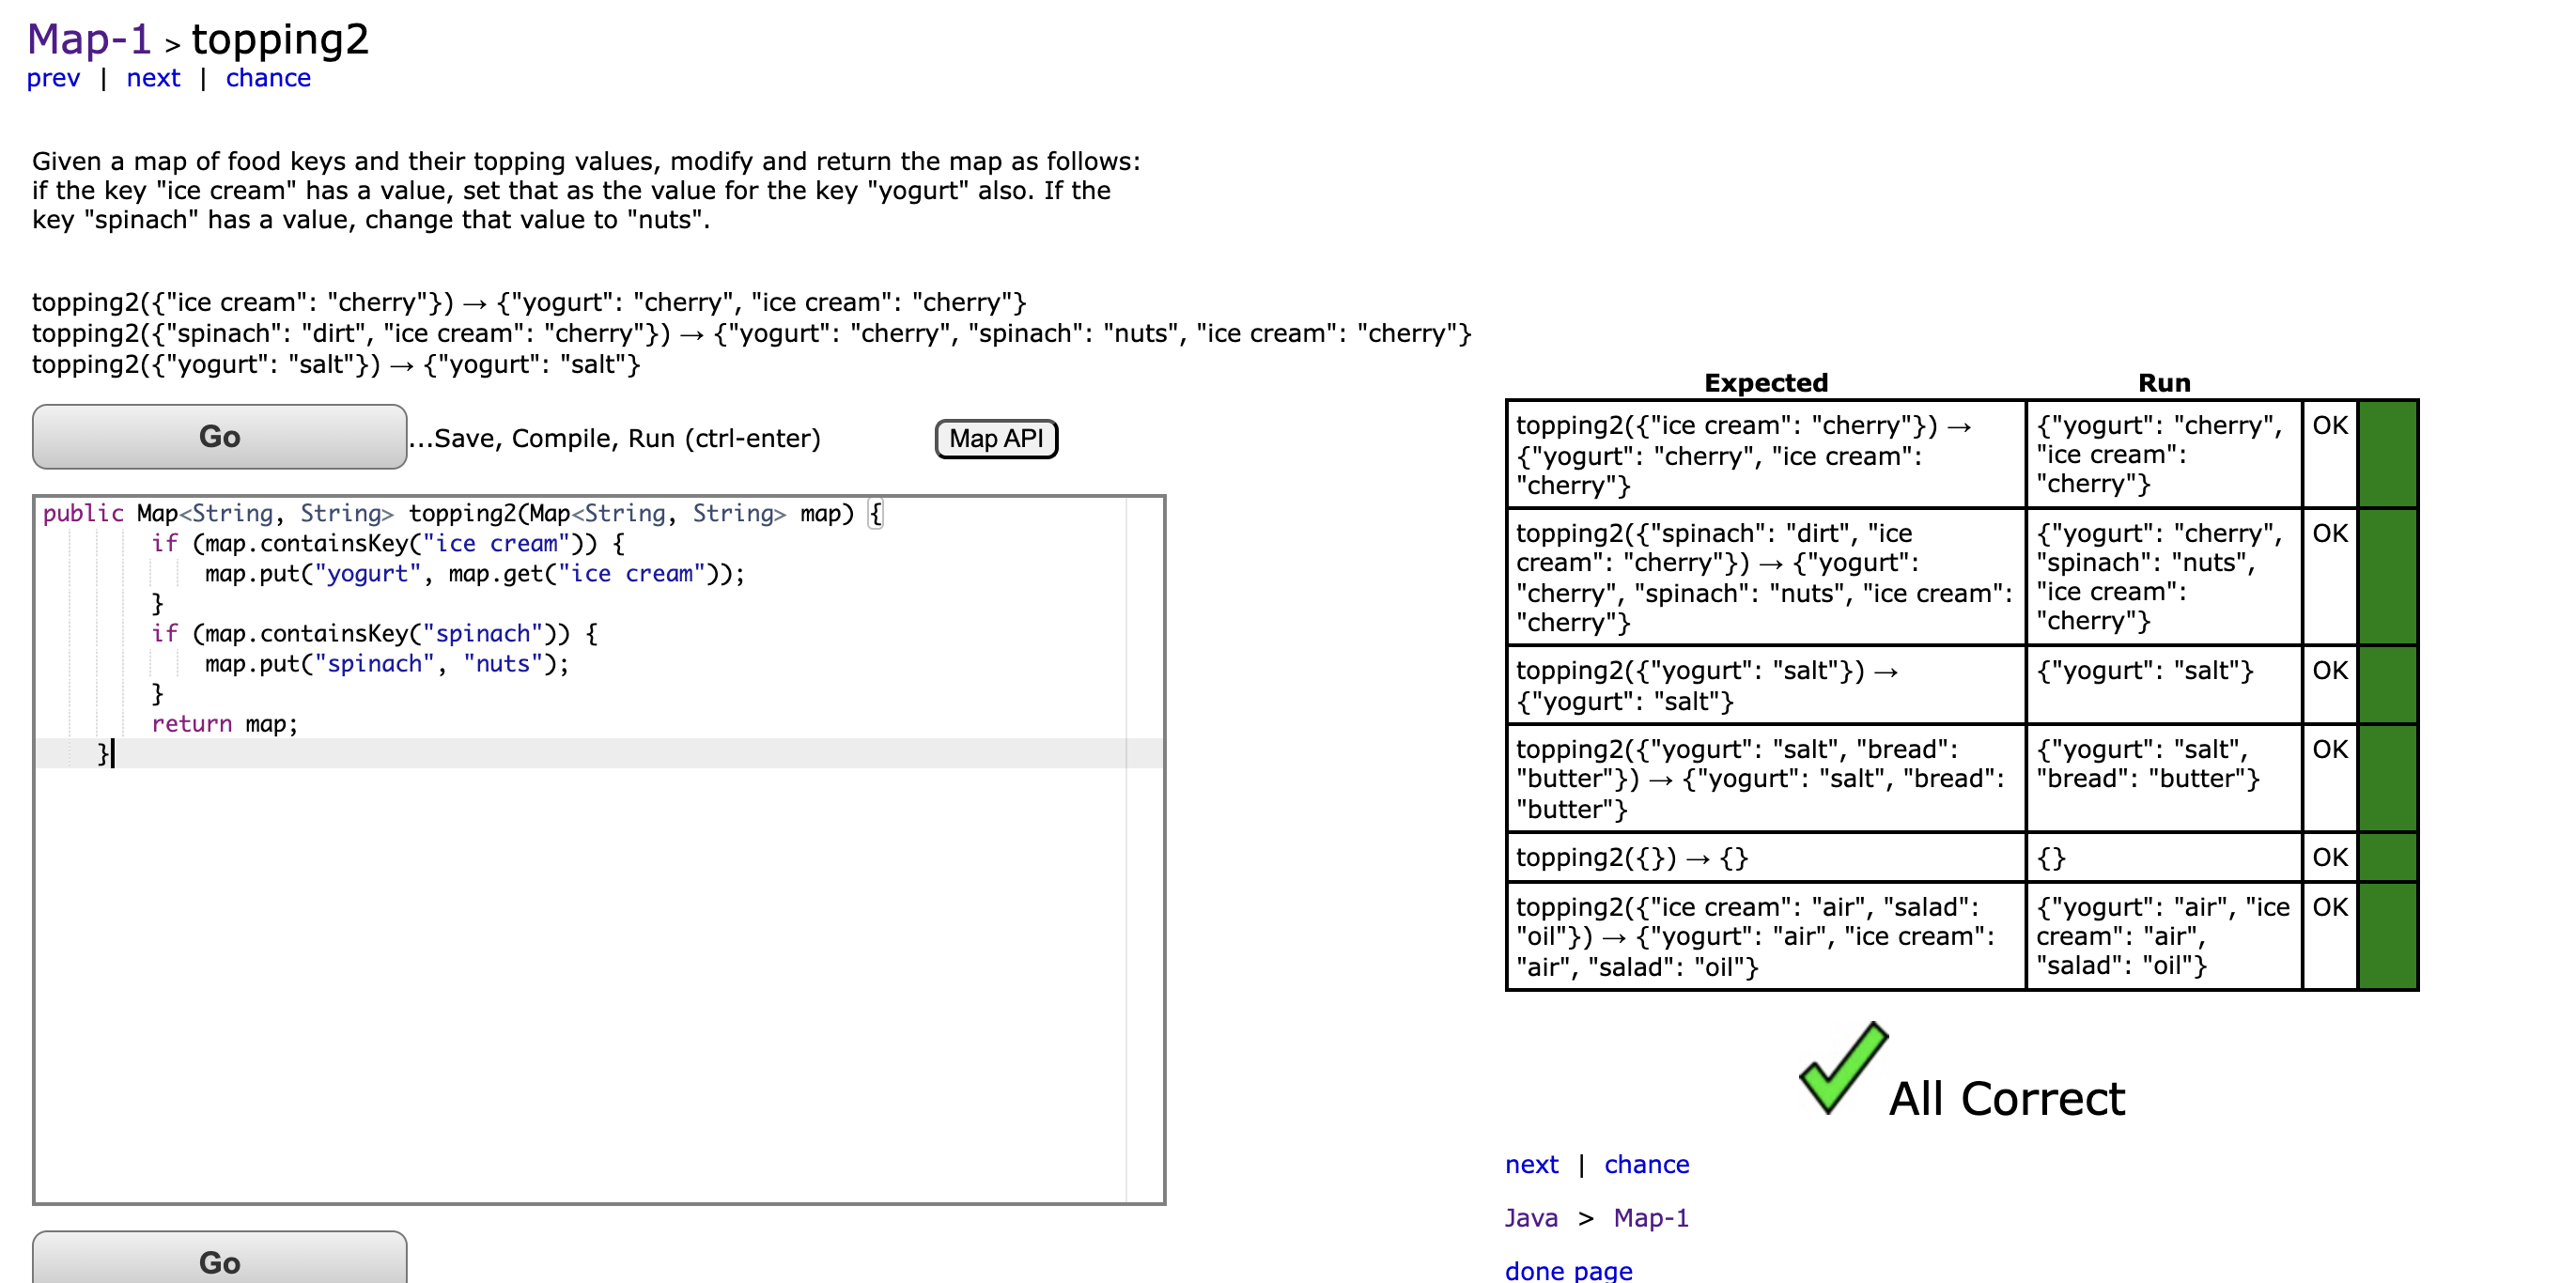 Map-1 > topping2
prev | next | chance
Given a map of food keys and their topping values, modify and return the map as follows:
if the key "ice cream" has a value, set that as the value for the key "yogurt" also. If the
key "spinach" has a value, change that value to "nuts".
topping2({"ice cream": "cherry"}) → {"yogurt": "cherry", "ice cream": "cherry"}
topping2({"spinach": "dirt", "ice cream": "cherry"}) → {"yogurt": "cherry", "spinach": "nuts", "ice cream": "cherry"}
topping2({"yogurt": "salt"}) → {"yogurt": "salt"}
Go ...Save, Compile, Run (ctrl-enter) Map API
public Map<String, String> topping2(Map<String, String> map) {
if (map.containsKey("ice cream")) {
map.put("yogurt", map.get("ice cream"));
}
if (map.containsKey("spinach")) {
map.put("spinach", "nuts");
}
return map;
}
Go
Expected Run
topping2({"ice cream": "cherry"}) →
{"yogurt": "cherry", "ice cream":
"cherry"}
{"yogurt": "cherry",
"ice cream":
"cherry"}
OK
topping2({"spinach": "dirt", "ice
cream": "cherry"}) → {"yogurt":
"cherry", "spinach": "nuts", "ice cream":
"cherry"}
{"yogurt": "cherry",
"spinach": "nuts",
"ice cream":
"cherry"}
OK
topping2({"yogurt": "salt"}) →
{"yogurt": "salt"}
{"yogurt": "salt"}
OK
topping2({"yogurt": "salt", "bread":
"butter"}) → {"yogurt": "salt", "bread":
"butter"}
{"yogurt": "salt",
"bread": "butter"}
OK
topping2({}) → {}
{}
OK
topping2({"ice cream": "air", "salad":
"oil"}) → {"yogurt": "air", "ice cream":
"air", "salad": "oil"}
{"yogurt": "air", "ice
cream": "air",
"salad": "oil"}
OK
All Correct
next | chance
Java > Map-1
done page